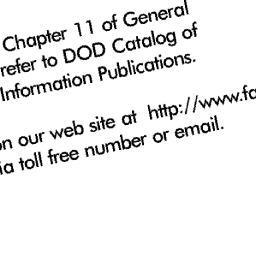 Chapter 11 of General
refer to DOD Catalog of
Information Publications.
on our web site at http://www.fa
via toll free number or email.